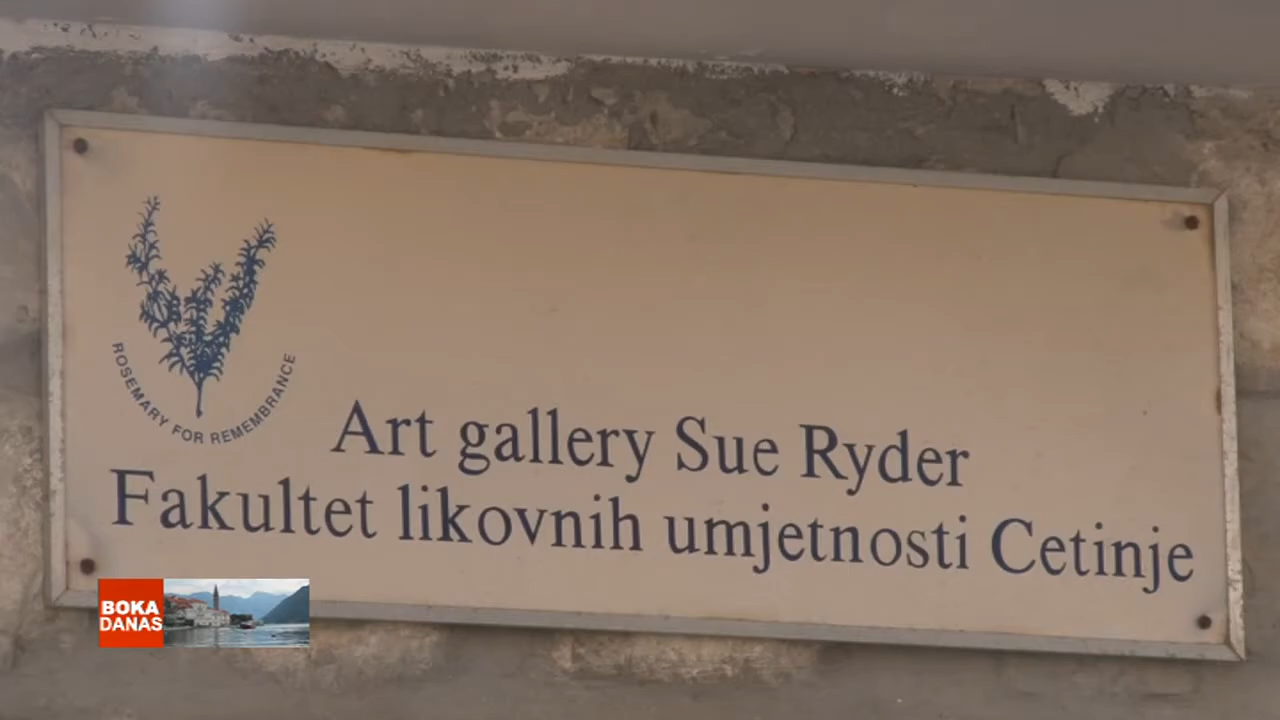 ROSEMARY FOR REMEMBRANCE
Art gallery Sue Ryder
Fakultet likovnih umjetnosti Cetinje
BOKA
DANAS